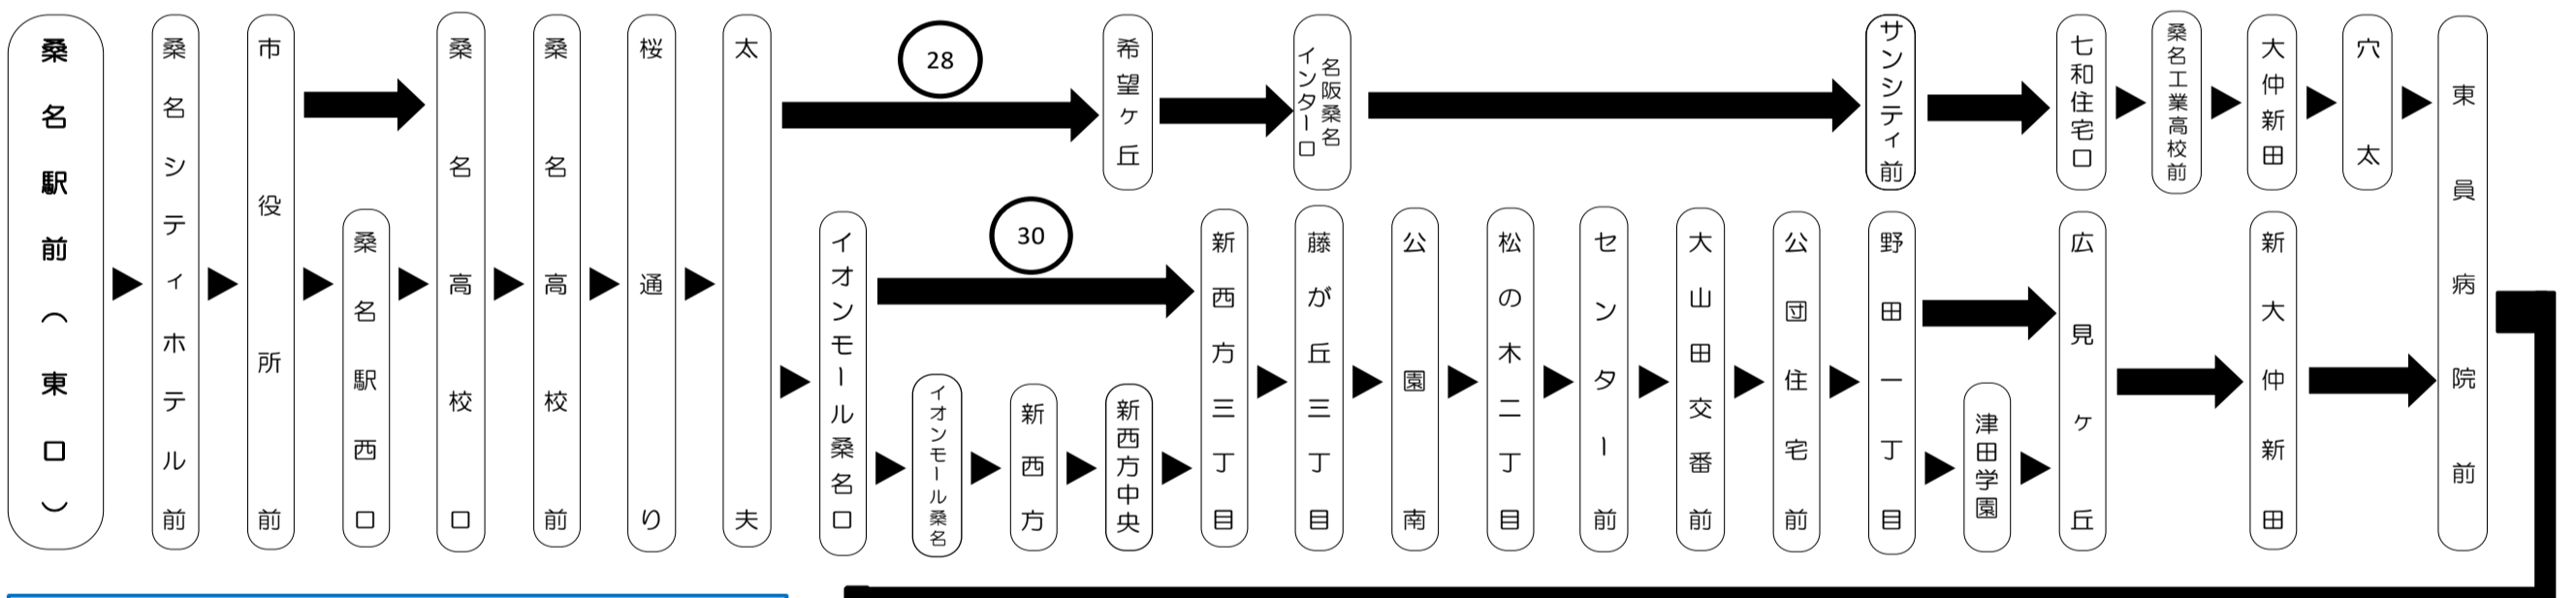 桑名駅前（東口）
桑名シティホテル前
市役所前
桑名駅西口
桑名高校口
桑名高校前
桜通り
太夫
28
希望ヶ丘
名阪桑名
インター口
サンシティ前
七和住宅口
桑名工業高校前
大仲新田
穴太
東員病院前
イオンモール桑名口
30
イオンモール桑名
新西方
新西方中央
新西方三丁目
藤が丘三丁目
公園南
松の木二丁目
センター前
大山田交番前
公団住宅前
野田一丁目
津田学園
広見ヶ丘
新大仲新田